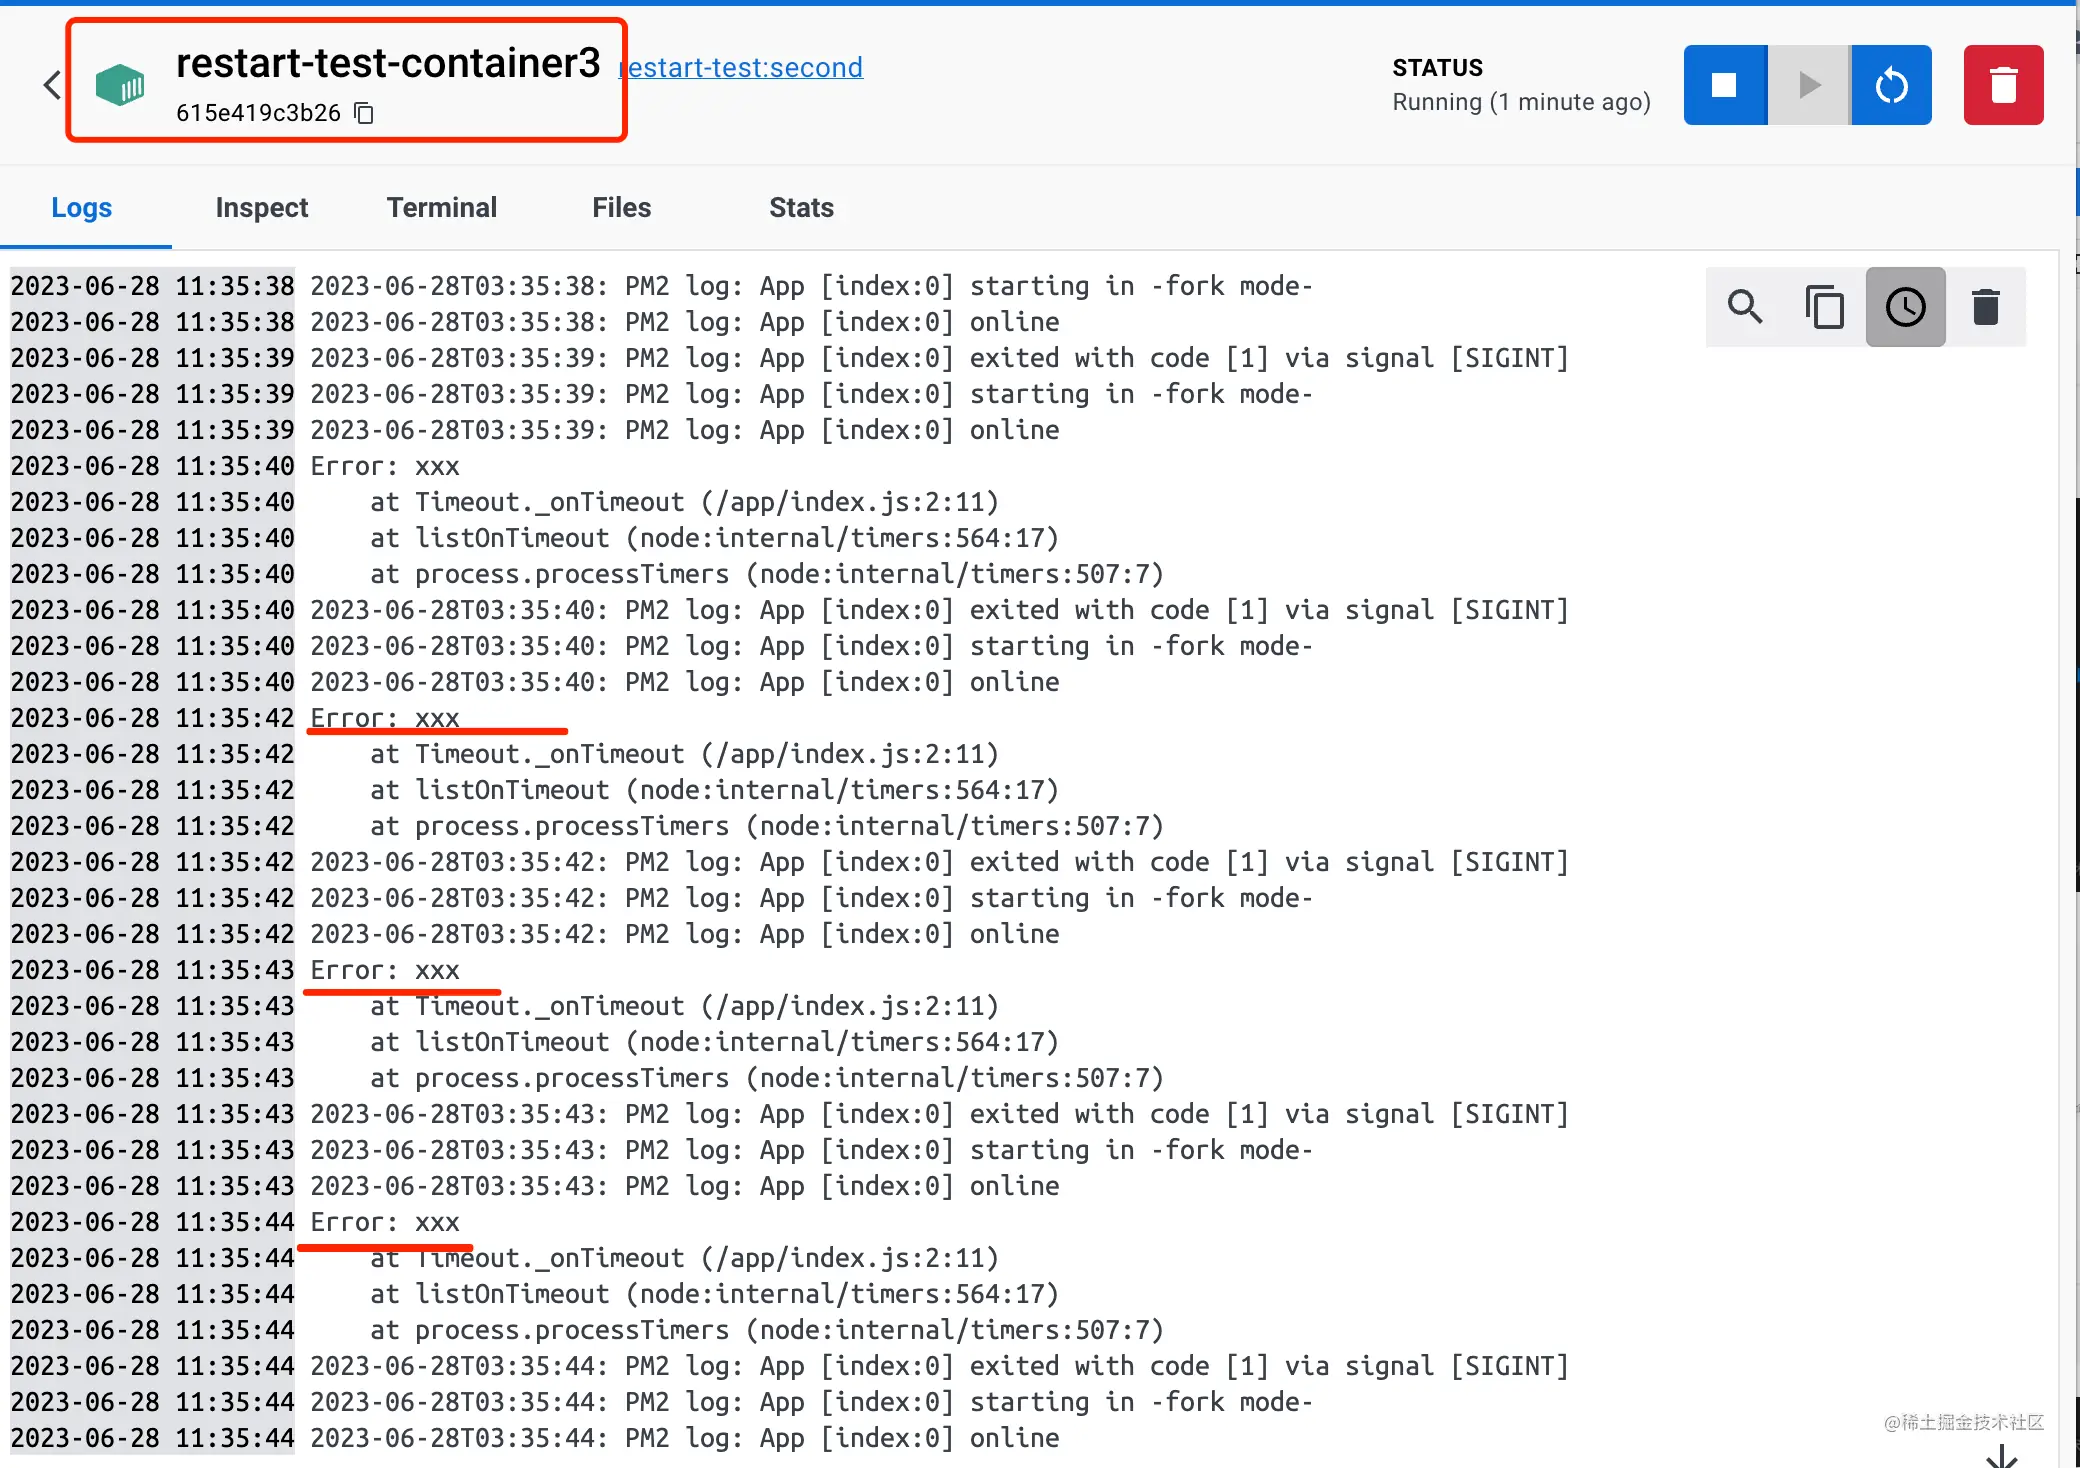 restart-test-container3
restart-test:second
615e419c3b26
STATUS
Running (1 minute ago)
Logs
Inspect
Terminal
Files
Stats
2023-06-28 11:35:38 2023-06-28T03:35:38: PM2 log: App [index:0] starting in -fork mode-
2023-06-28 11:35:38 2023-06-28T03:35:38: PM2 log: App [index:0] online
2023-06-28 11:35:39 2023-06-28T03:35:39: PM2 log: App [index:0] exited with code [1] via signal [SIGINT]
2023-06-28 11:35:39 2023-06-28T03:35:39: PM2 log: App [index:0] starting in -fork mode-
2023-06-28 11:35:39 2023-06-28T03:35:39: PM2 log: App [index:0] online
2023-06-28 11:35:40 Error: xxx
2023-06-28 11:35:40     at Timeout._onTimeout (/app/index.js:2:11)
2023-06-28 11:35:40     at listOnTimeout (node:internal/timers:564:17)
2023-06-28 11:35:40     at process.processTimers (node:internal/timers:507:7)
2023-06-28 11:35:40 2023-06-28T03:35:40: PM2 log: App [index:0] exited with code [1] via signal [SIGINT]
2023-06-28 11:35:40 2023-06-28T03:35:40: PM2 log: App [index:0] starting in -fork mode-
2023-06-28 11:35:40 2023-06-28T03:35:40: PM2 log: App [index:0] online
2023-06-28 11:35:42 Error: xxx
2023-06-28 11:35:42     at Timeout._onTimeout (/app/index.js:2:11)
2023-06-28 11:35:42     at listOnTimeout (node:internal/timers:564:17)
2023-06-28 11:35:42     at process.processTimers (node:internal/timers:507:7)
2023-06-28 11:35:42 2023-06-28T03:35:42: PM2 log: App [index:0] exited with code [1] via signal [SIGINT]
2023-06-28 11:35:42 2023-06-28T03:35:42: PM2 log: App [index:0] starting in -fork mode-
2023-06-28 11:35:42 2023-06-28T03:35:42: PM2 log: App [index:0] online
2023-06-28 11:35:43 Error: xxx
2023-06-28 11:35:43     at Timeout._onTimeout (/app/index.js:2:11)
2023-06-28 11:35:43     at listOnTimeout (node:internal/timers:564:17)
2023-06-28 11:35:43     at process.processTimers (node:internal/timers:507:7)
2023-06-28 11:35:43 2023-06-28T03:35:43: PM2 log: App [index:0] exited with code [1] via signal [SIGINT]
2023-06-28 11:35:43 2023-06-28T03:35:43: PM2 log: App [index:0] starting in -fork mode-
2023-06-28 11:35:43 2023-06-28T03:35:43: PM2 log: App [index:0] online
2023-06-28 11:35:44 Error: xxx
2023-06-28 11:35:44     at Timeout._onTimeout (/app/index.js:2:11)
2023-06-28 11:35:44     at listOnTimeout (node:internal/timers:564:17)
2023-06-28 11:35:44     at process.processTimers (node:internal/timers:507:7)
2023-06-28 11:35:44 2023-06-28T03:35:44: PM2 log: App [index:0] exited with code [1] via signal [SIGINT]
2023-06-28 11:35:44 2023-06-28T03:35:44: PM2 log: App [index:0] starting in -fork mode-
2023-06-28 11:35:44 2023-06-28T03:35:44: PM2 log: App [index:0] online
@稀土掘金技术社区